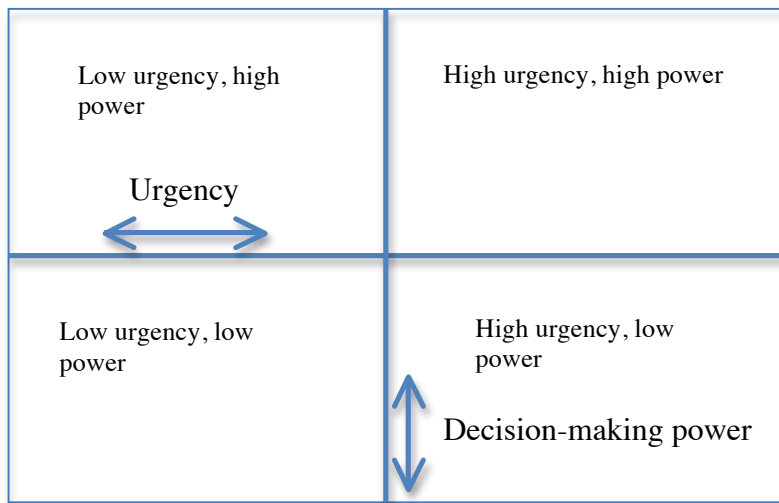 Low urgency, high
power
High urgency, high power
Urgency
Low urgency, low
power
High urgency, low
power
Decision-making power